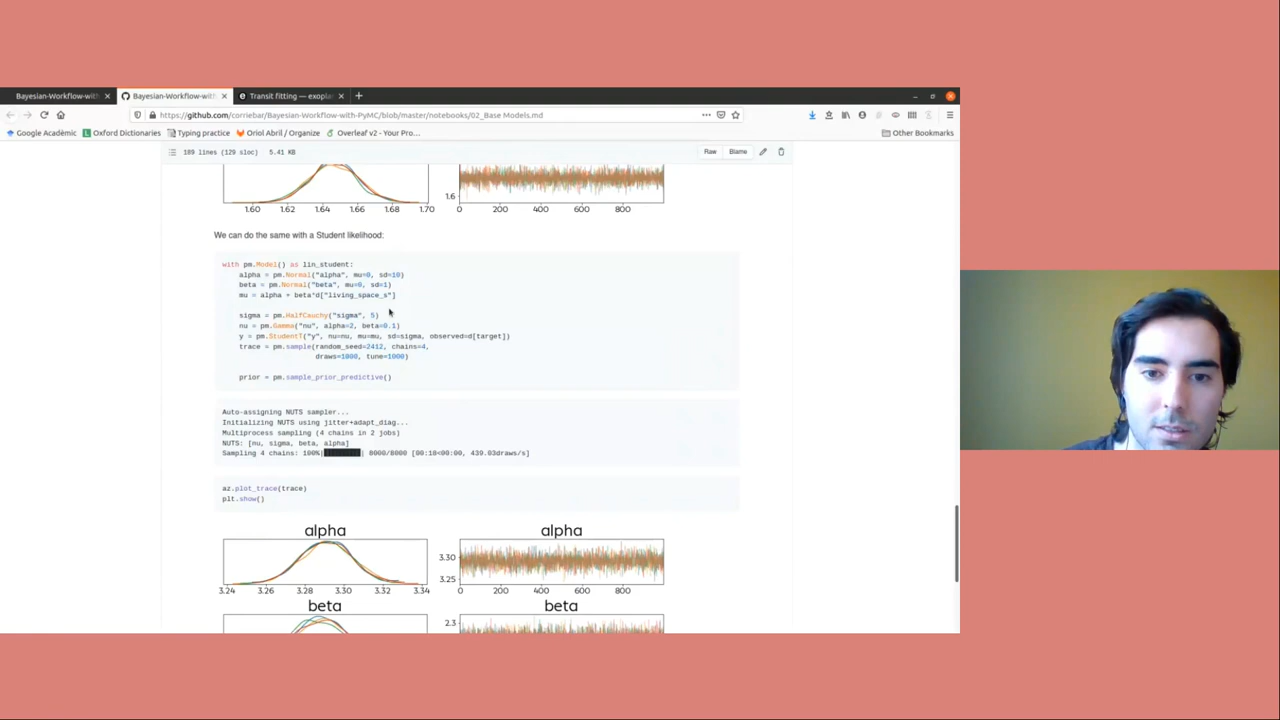 Bayesian-Workflow-with
Bayesian-Workflow-with
Transit fitting — exopla
https://github.com/corriebar/Bayesian-Workflow-with-PyMC/blob/master/notebooks/02_Base Models.md
Google Acadèmic Oxford Dictionaries Typing practice Oriol Abril / Organize Overleaf v2 - Your Pro... Other Bookmarks
189 lines (129 sloc) 5.41 KB Raw Blame
1.6
1.60 1.62 1.64 1.66 1.68 1.70 0 200 400 600 800
We can do the same with a Student likelihood:
with pm.Model() as lin_student:
alpha = pm.Normal("alpha", mu=0, sd=10)
beta = pm.Normal("beta", mu=0, sd=1)
mu = alpha + beta*d["living_space_s"]
sigma = pm.HalfCauchy("sigma", 5)
nu = pm.Gamma("nu", alpha=2, beta=0.1)
y = pm.StudentT("y", nu=nu, mu=mu, sd=sigma, observed=d[target])
trace = pm.sample(random_seed=2412, chains=4,
draws=1000, tune=1000)
prior = pm.sample_prior_predictive()
Auto-assigning NUTS sampler...
Initializing NUTS using jitter+adapt_diag...
Multiprocess sampling (4 chains in 2 jobs)
NUTS: [nu, sigma, beta, alpha]
Sampling 4 chains: 100%|██████████| 8000/8000 [00:18<00:00, 439.03draws/s]
az.plot_trace(trace)
plt.show()
alpha alpha
3.30
3.25
3.24 3.26 3.28 3.30 3.32 3.34 0 200 400 600 800
beta beta
2.3